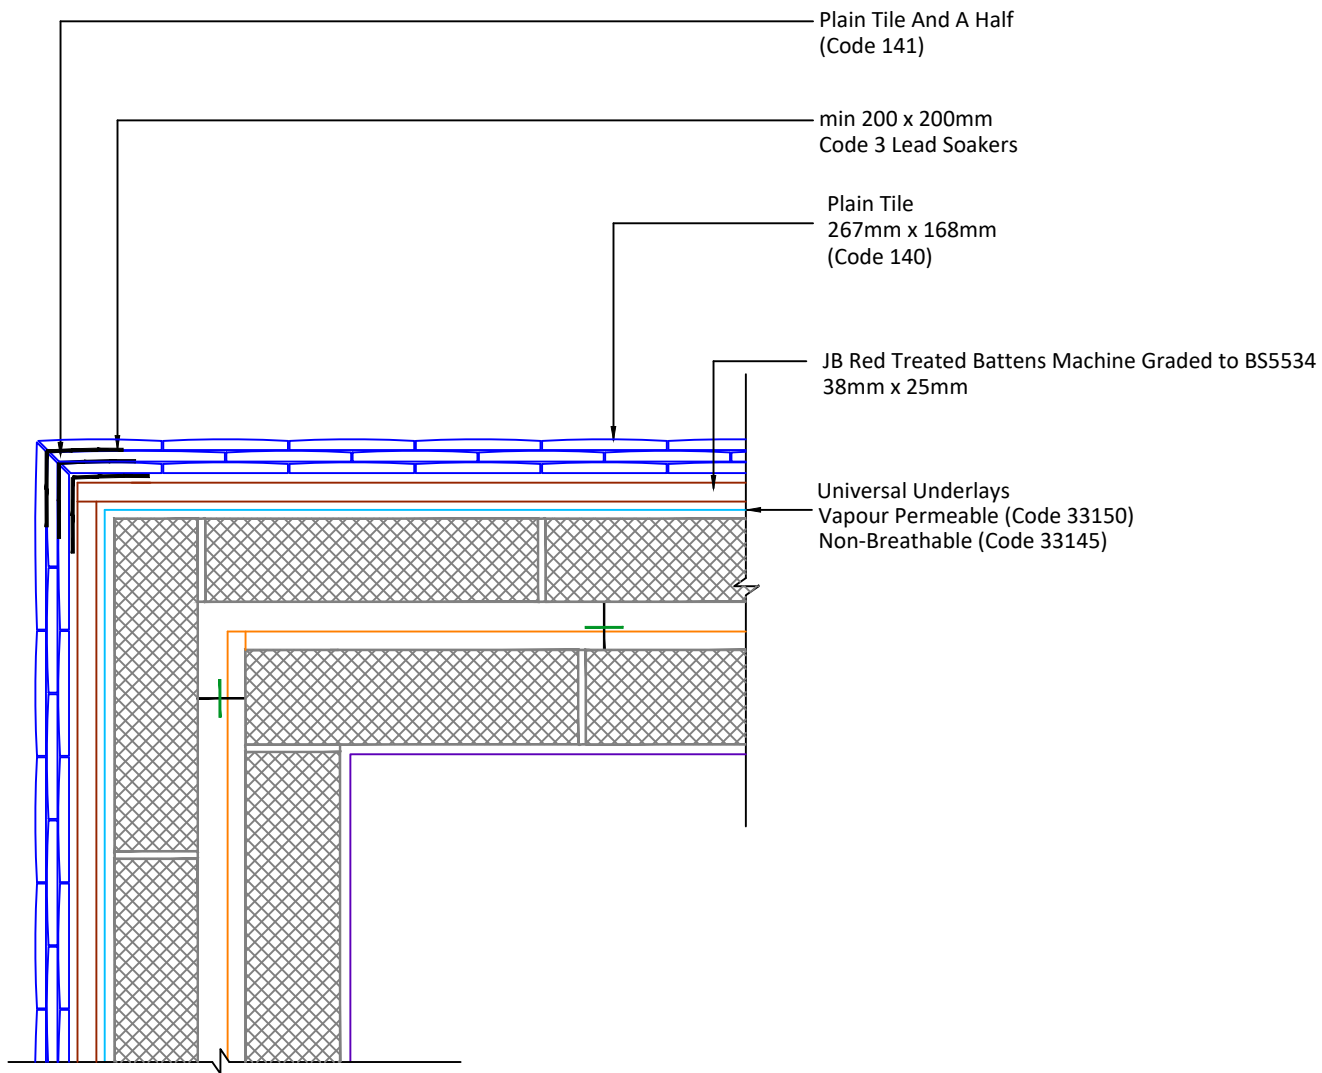 Plain Tile And A Half
(Code 141)
min 200 x 200mm
Code 3 Lead Soakers
Plain Tile
267mm x 168mm
(Code 140)
JB Red Treated Battens Machine Graded to BS5534
38mm x 25mm
Universal Underlays
Vapour Permeable (Code 33150)
Non-Breathable (Code 33145)